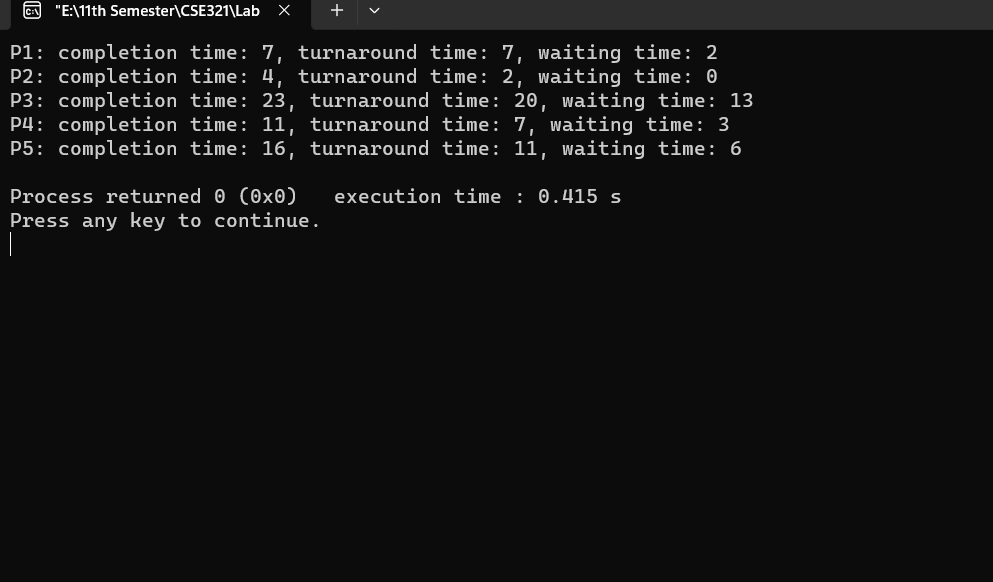 "E:\11th Semester\CSE321\Lab
P1: completion time: 7, turnaround time: 7, waiting time: 2
P2: completion time: 4, turnaround time: 2, waiting time: 0
P3: completion time: 23, turnaround time: 20, waiting time: 13
P4: completion time: 11, turnaround time: 7, waiting time: 3
P5: completion time: 16, turnaround time: 11, waiting time: 6
Process returned 0 (0x0)   execution time : 0.415 s
Press any key to continue.